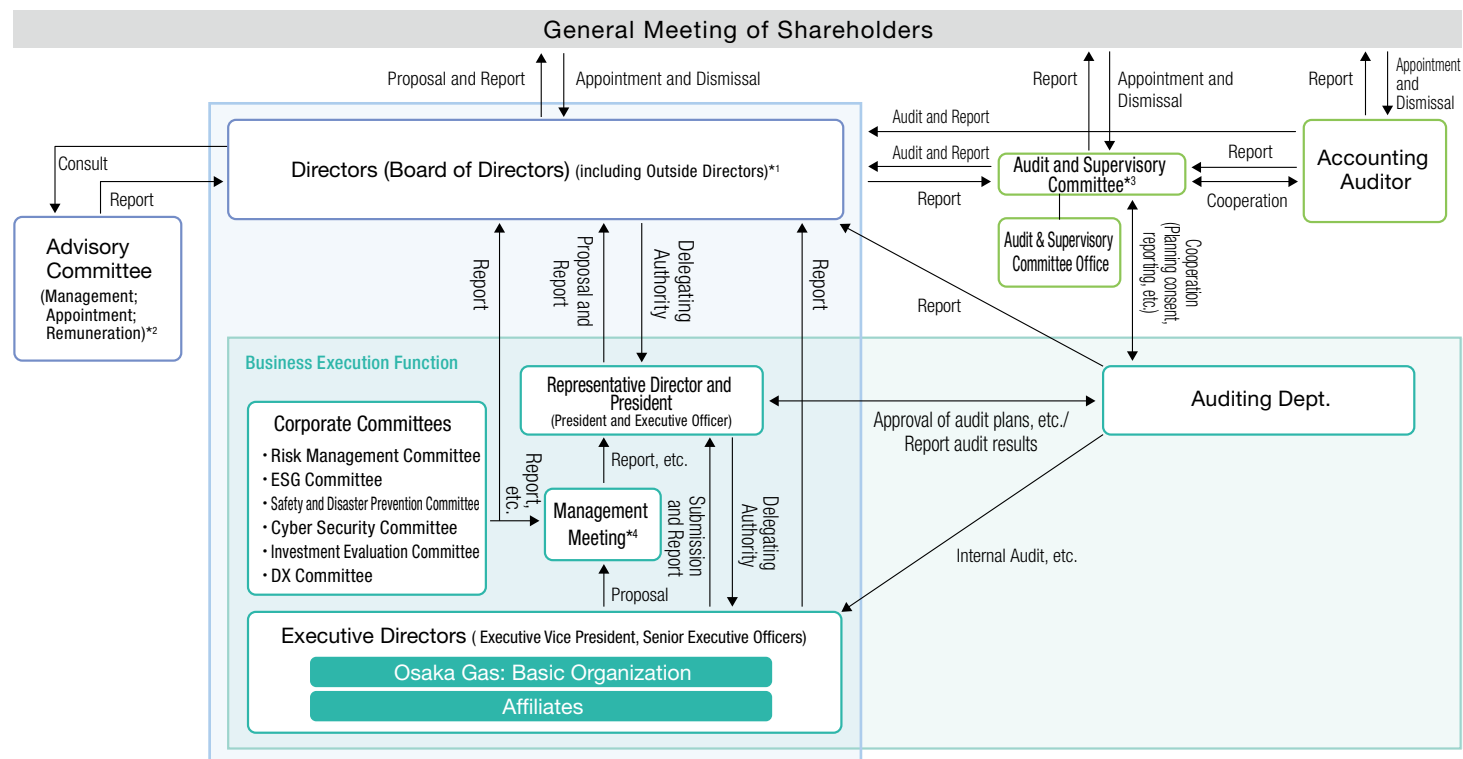 General Meeting of Shareholders
Proposal and Report
Appointment and Dismissal
Report
Appointment and
Dismissal
Report
Appointment
and
Dismissal
Consult
Report
Directors (Board of Directors) (including Outside Directors)*1
Audit and Report
Audit and Report
Report
Audit and Supervisory
Committee*3
Report
Cooperation
Accounting
Auditor
Audit & Supervisory
Committee Office
Advisory
Committee
(Management;
Appointment;
Remuneration)*2
Report
Proposal and
Report
Delegating
Authority
Report
Report
Cooperation
(Planning consent,
reporting, etc.)
Business Execution Function
Representative Director and
President
(President and Executive Officer)
Approval of audit plans, etc./
Report audit results
Auditing Dept.
Corporate Committees
・Risk Management Committee
・ESG Committee
・Safety and Disaster Prevention Committee
・Cyber Security Committee
・Investment Evaluation Committee
・DX Committee
Report,
etc.
Report, etc.
Management
Meeting*4
Submission
and Report
Delegating
Authority
Proposal
Internal Audit, etc.
Executive Directors ( Executive Vice President, Senior Executive Officers)
Osaka Gas: Basic Organization
Affiliates